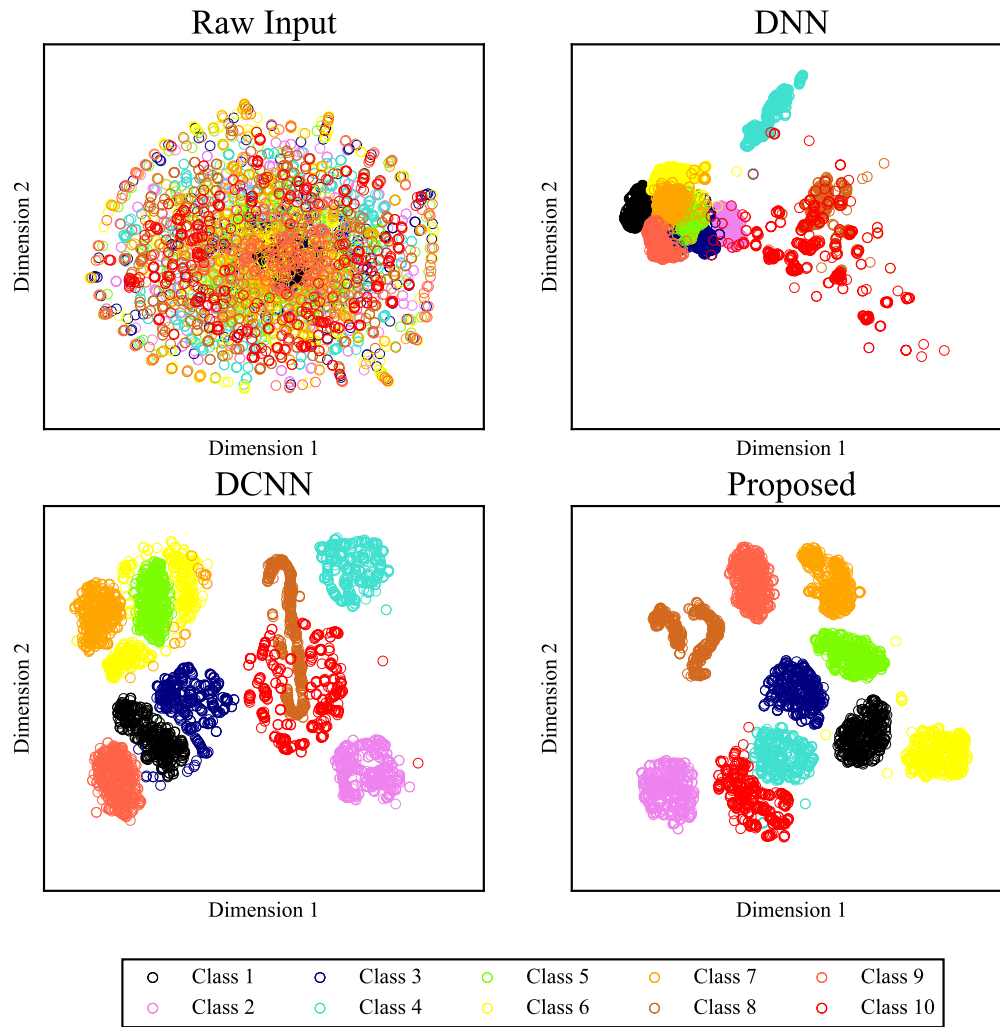 Raw Input
DNN
Dimension 2
Dimension 2
Dimension 1
Dimension 1
DCNN
Proposed
Dimension 2
Dimension 2
Dimension 1
Dimension 1
Class 1
Class 3
Class 5
Class 7
Class 9
Class 2
Class 4
Class 6
Class 8
Class 10